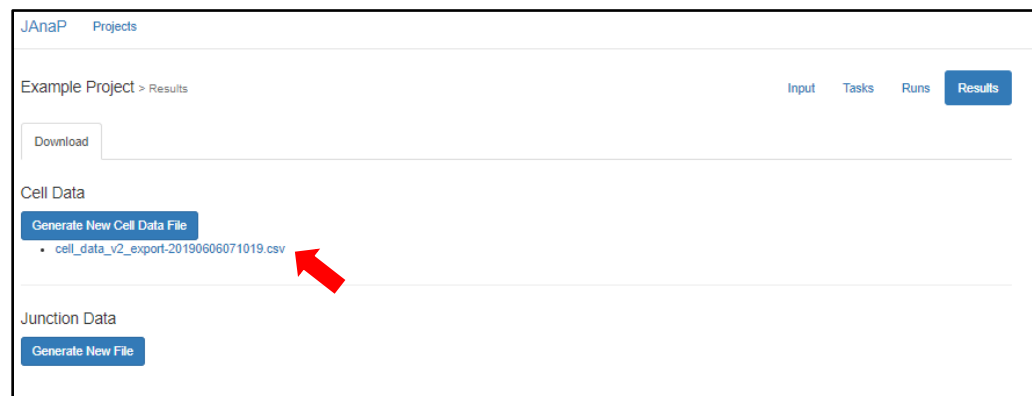 JAnaP Projects
Example Project > Results Input Tasks Runs Results
Download
Cell Data
Generate New Cell Data File
• cell_data_v2_export-20190606071019.csv
Junction Data
Generate New File